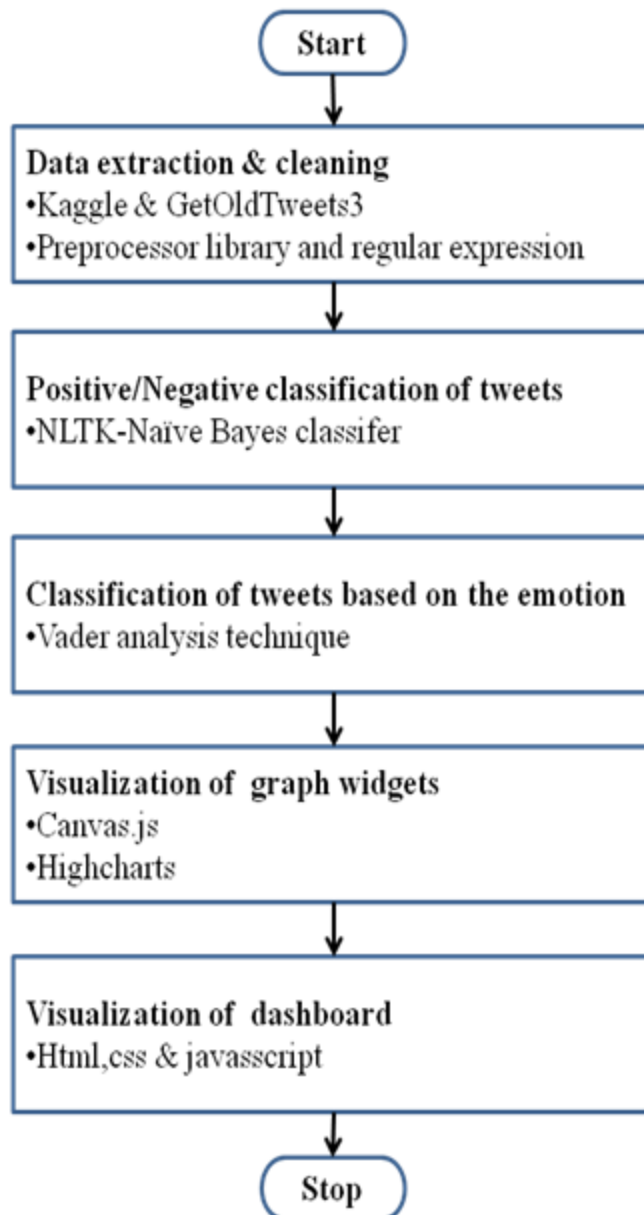 Start
Data extraction & cleaning
•Kaggle & GetOldTweets3
•Preprocessor library and regular expression
Positive/Negative classification of tweets
•NLTK-Naïve Bayes classifer
Classification of tweets based on the emotion
•Vader analysis technique
Visualization of graph widgets
•Canvas.js
•Highcharts
Visualization of dashboard
•Html,css & javasscript
Stop